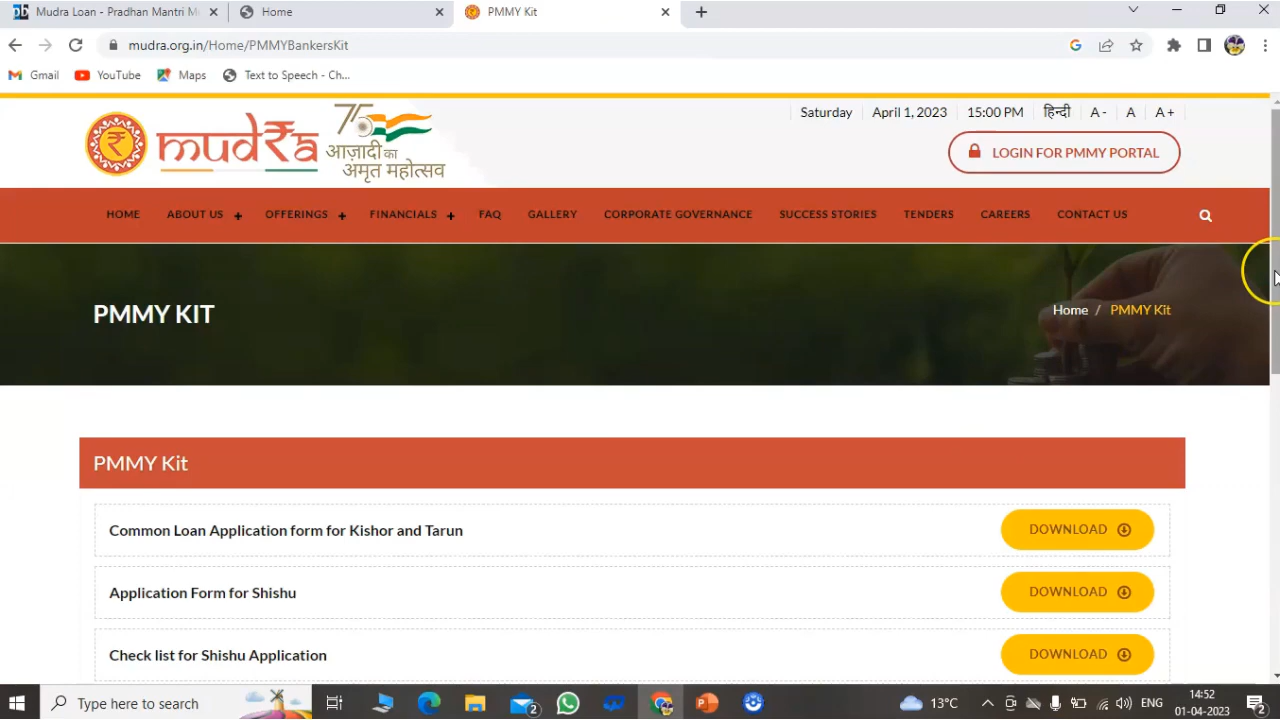 Mudra Loan - Pradhan Mantri M
Home
PMMY Kit
mudra.org.in/Home/PMMYBankersKit
Gmail YouTube Maps Text to Speech - Ch...
Saturday April 1, 2023 15:00 PM हिन्दी A - A A +
mudरa
75
आज़ादी का
अमृत महोत्सव
LOGIN FOR PMMY PORTAL
HOME ABOUT US + OFFERINGS + FINANCIALS + FAQ GALLERY CORPORATE GOVERNANCE SUCCESS STORIES TENDERS CAREERS CONTACT US
PMMY KIT
Home / PMMY Kit
PMMY Kit
Common Loan Application form for Kishor and Tarun DOWNLOAD
Application Form for Shishu DOWNLOAD
Check list for Shishu Application DOWNLOAD
Type here to search
2
13°C
ENG
14:52
01-04-2023
2